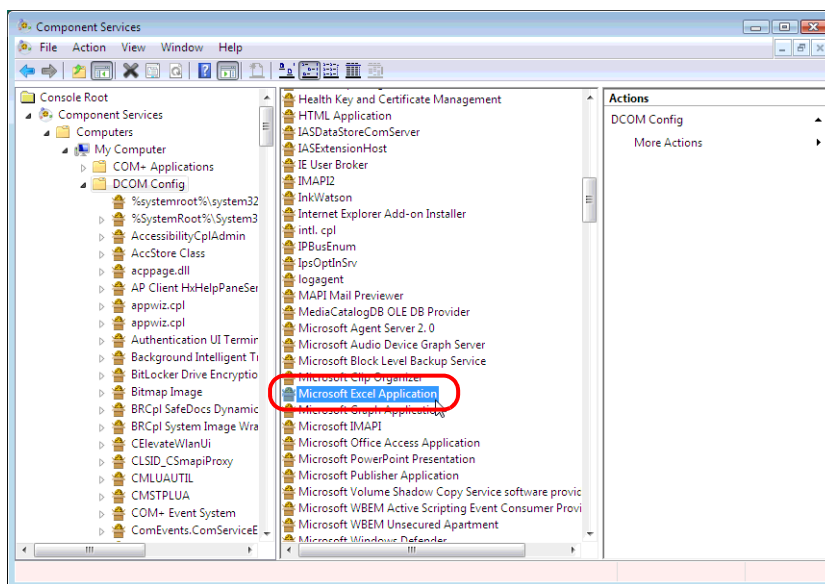 Component Services
File Action View Window Help
Console Root
Component Services
Computers
My Computer
COM+ Applications
DCOM Config
%systemroot%\system32
%SystemRoot%\System3
AccessibilityCplAdmin
AccStore Class
acppage.dll
AP Client HxHelpPaneSer
appwiz.cpl
appwiz.cpl
Authentication UI Termin
Background Intelligent Tr
BitLocker Drive Encryptio
Bitmap Image
BRCpl SafeDocs Dynamic
BRCpl System Image Wra
CElevateWlanUi
CLSID_CSmapiProxy
CMLUAUTIL
CMSTPLUA
COM+ Event System
ComEvents.ComServiceE
Health Key and Certificate Management
HTML Application
IASDataStoreComServer
IASExtensionHost
IE User Broker
IMAPI2
InkWatson
Internet Explorer Add-on Installer
intl. cpl
IPBusEnum
IpsOptInSrv
logagent
MAPI Mail Previewer
MediaCatalogDB OLE DB Provider
Microsoft Agent Server 2.0
Microsoft Audio Device Graph Server
Microsoft Block Level Backup Service
Microsoft Clip Organizer
Microsoft Excel Application
Microsoft Graph Application
Microsoft IMAPI
Microsoft Office Access Application
Microsoft PowerPoint Presentation
Microsoft Publisher Application
Microsoft Volume Shadow Copy Service software provic
Microsoft WBEM Active Scripting Event Consumer Provi
Microsoft WBEM Unsecured Apartment
Microsoft Windows Defender
Actions
DCOM Config
More Actions